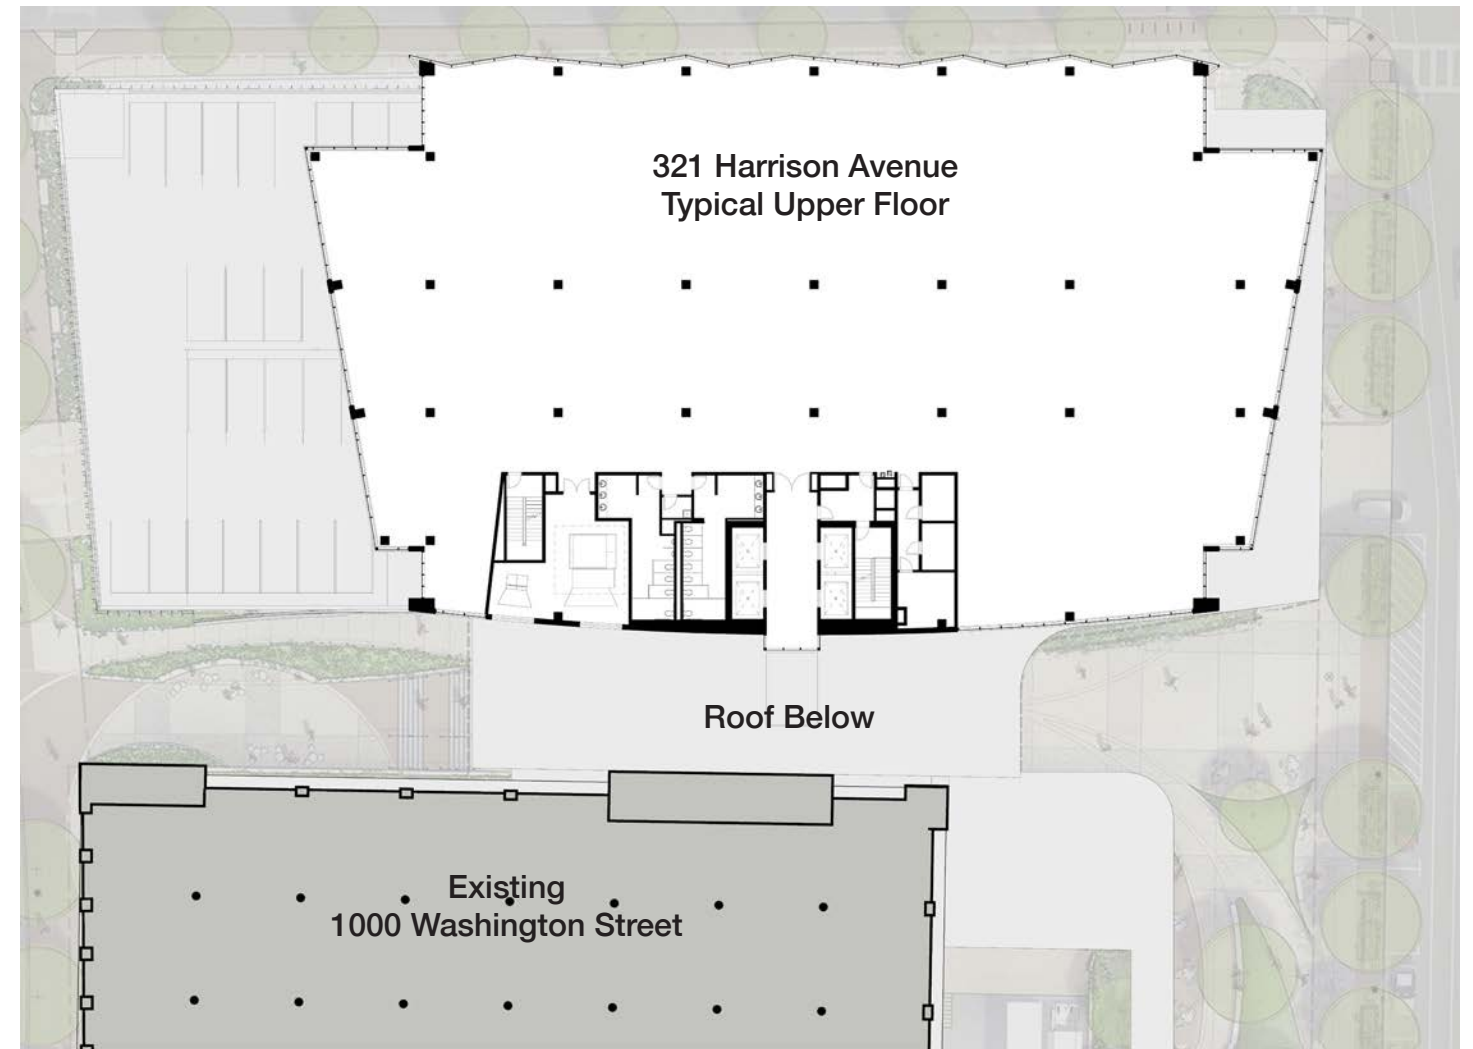 321 Harrison Avenue
Typical Upper Floor
Roof Below
Existing
1000 Washington Street